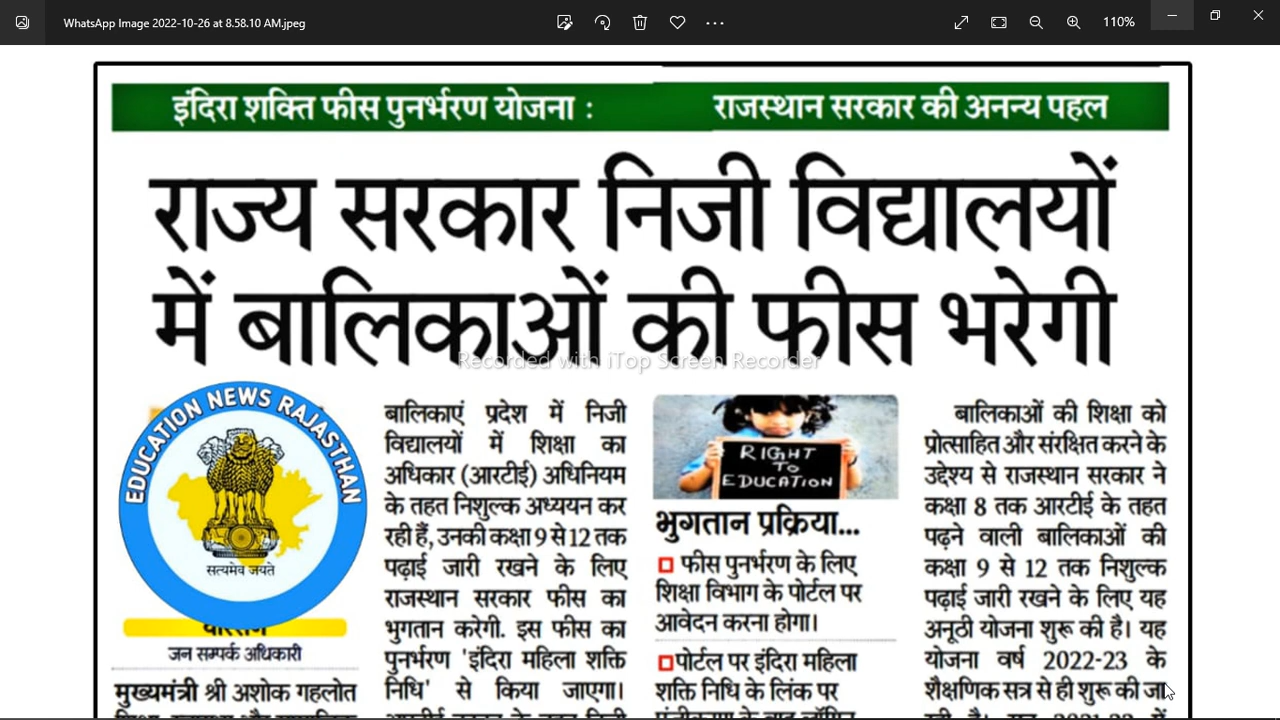 WhatsApp Image 2022-10-26 at 8.58.10 AM.jpeg
110%
इंदिरा शक्ति फीस पुनर्भरण योजना : राजस्थान सरकार की अनन्य पहल
राज्य सरकार निजी विद्यालयों
में बालिकाओं की फीस भरेगी
Recorded with iTop Screen Recorder
EDUCATION NEWS RAJASTHAN
सत्यमेव जयते
जन सम्पर्क अधिकारी
मुख्यमंत्री श्री अशोक गहलोत
बालिकाएं प्रदेश में निजी
विद्यालयों में शिक्षा का
अधिकार (आरटीई) अधिनियम
के तहत निशुल्क अध्ययन कर
रही हैं, उनकी कक्षा 9 से 12 तक
पढ़ाई जारी रखने के लिए
राजस्थान सरकार फीस का
भुगतान करेगी. इस फीस का
पुनर्भरण 'इंदिरा महिला शक्ति
निधि' से किया जाएगा।
RIGHT
TO
EDUCATION
भुगतान प्रक्रिया...
फीस पुनर्भरण के लिए
शिक्षा विभाग के पोर्टल पर
आवेदन करना होगा।
पोर्टल पर इंदिरा महिला
शक्ति निधि के लिंक पर
बालिकाओं की शिक्षा को
प्रोत्साहित और संरक्षित करने के
उद्देश्य से राजस्थान सरकार ने
कक्षा 8 तक आरटीई के तहत
पढ़ने वाली बालिकाओं की
कक्षा 9 से 12 तक निशुल्क
पढ़ाई जारी रखने के लिए यह
अनूठी योजना शुरू की है। यह
योजना वर्ष 2022-23 के
शैक्षणिक सत्र से ही शुरू की जा